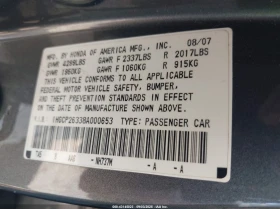 MFD. BY HONDA OF AMERICA MFG., INC. 08/07
GVWR 4299LBS GAWR F 2337LBS R 2017LBS
GVWR 1950KG GAWR F 1060KG R 915KG
THIS VEHICLE CONFORMS TO ALL APPLICABLE
FEDERAL MOTOR VEHICLE SAFETY, BUMPER,
AND THEFT PREVENTION STANDARDS IN EFFECT ON
THE DATE OF MANUFACTURE SHOWN ABOVE.
V.I.N.: 1HGCP26338A000653 TYPE: PASSENGER CAR
NH737M - A - A